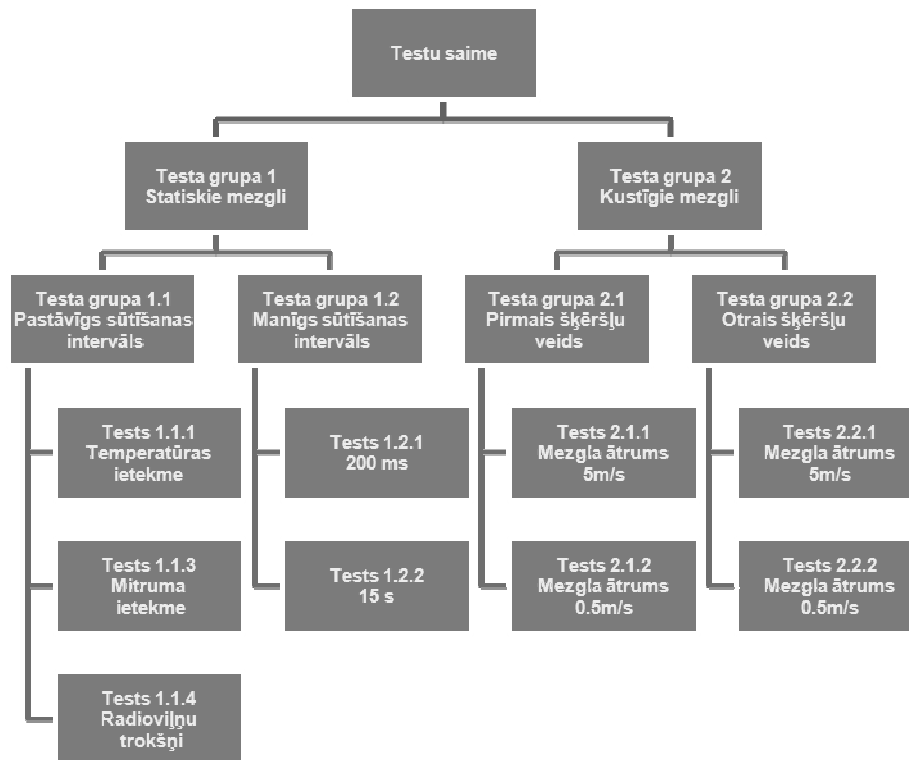 Testu saime
Testa grupa 1
Statiskie mezgli
Testa grupa 2
Kustīgie mezgli
Testa grupa 1.1
Pastāvīgs sūtīšanas
intervāls
Testa grupa 1.2
Manīgs sūtīšanas
intervāls
Testa grupa 2.1
Pirmais šķēršļu
veids
Testa grupa 2.2
Otrais šķēršļu
veids
Tests 1.1.1
Temperatūras
ietekme
Tests 1.2.1
200 ms
Tests 2.1.1
Mezgla ātrums
5m/s
Tests 2.2.1
Mezgla ātrums
5m/s
Tests 1.1.3
Mitruma
ietekme
Tests 1.2.2
15 s
Tests 2.1.2
Mezgla ātrums
0.5m/s
Tests 2.2.2
Mezgla ātrums
0.5m/s
Tests 1.1.4
Radioviļņu
trokšņi